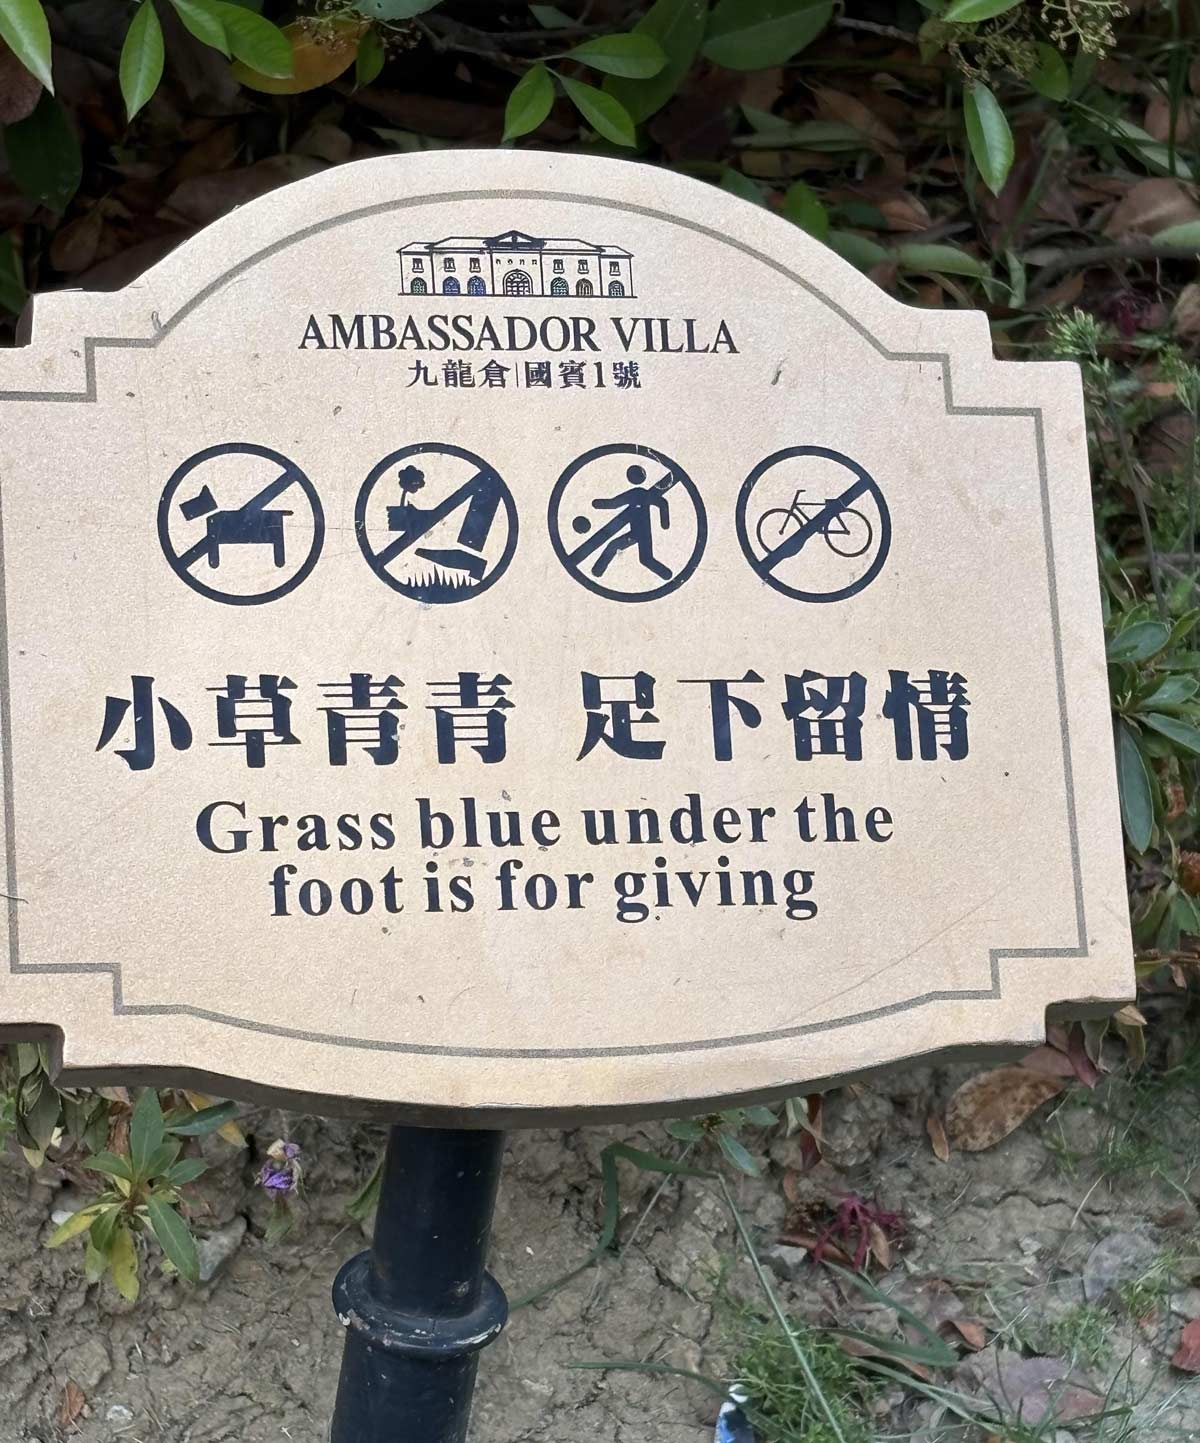 AMBASSADOR VILLA
九龍倉|國賓1號
小草青青 足下留情
Grass blue under the
foot is for giving